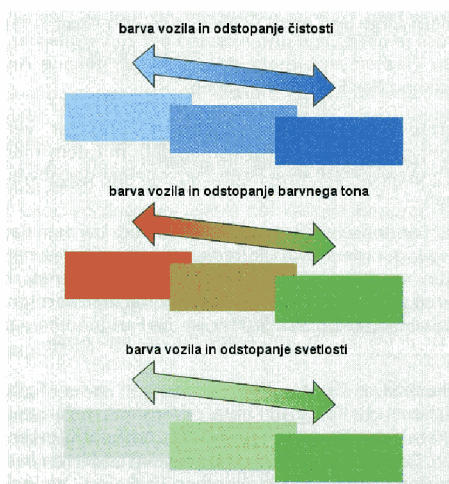 barva vozila in odstopanje čistosti
barva vozila in odstopanje barvnega tona
barva vozila in odstopanje svetlosti